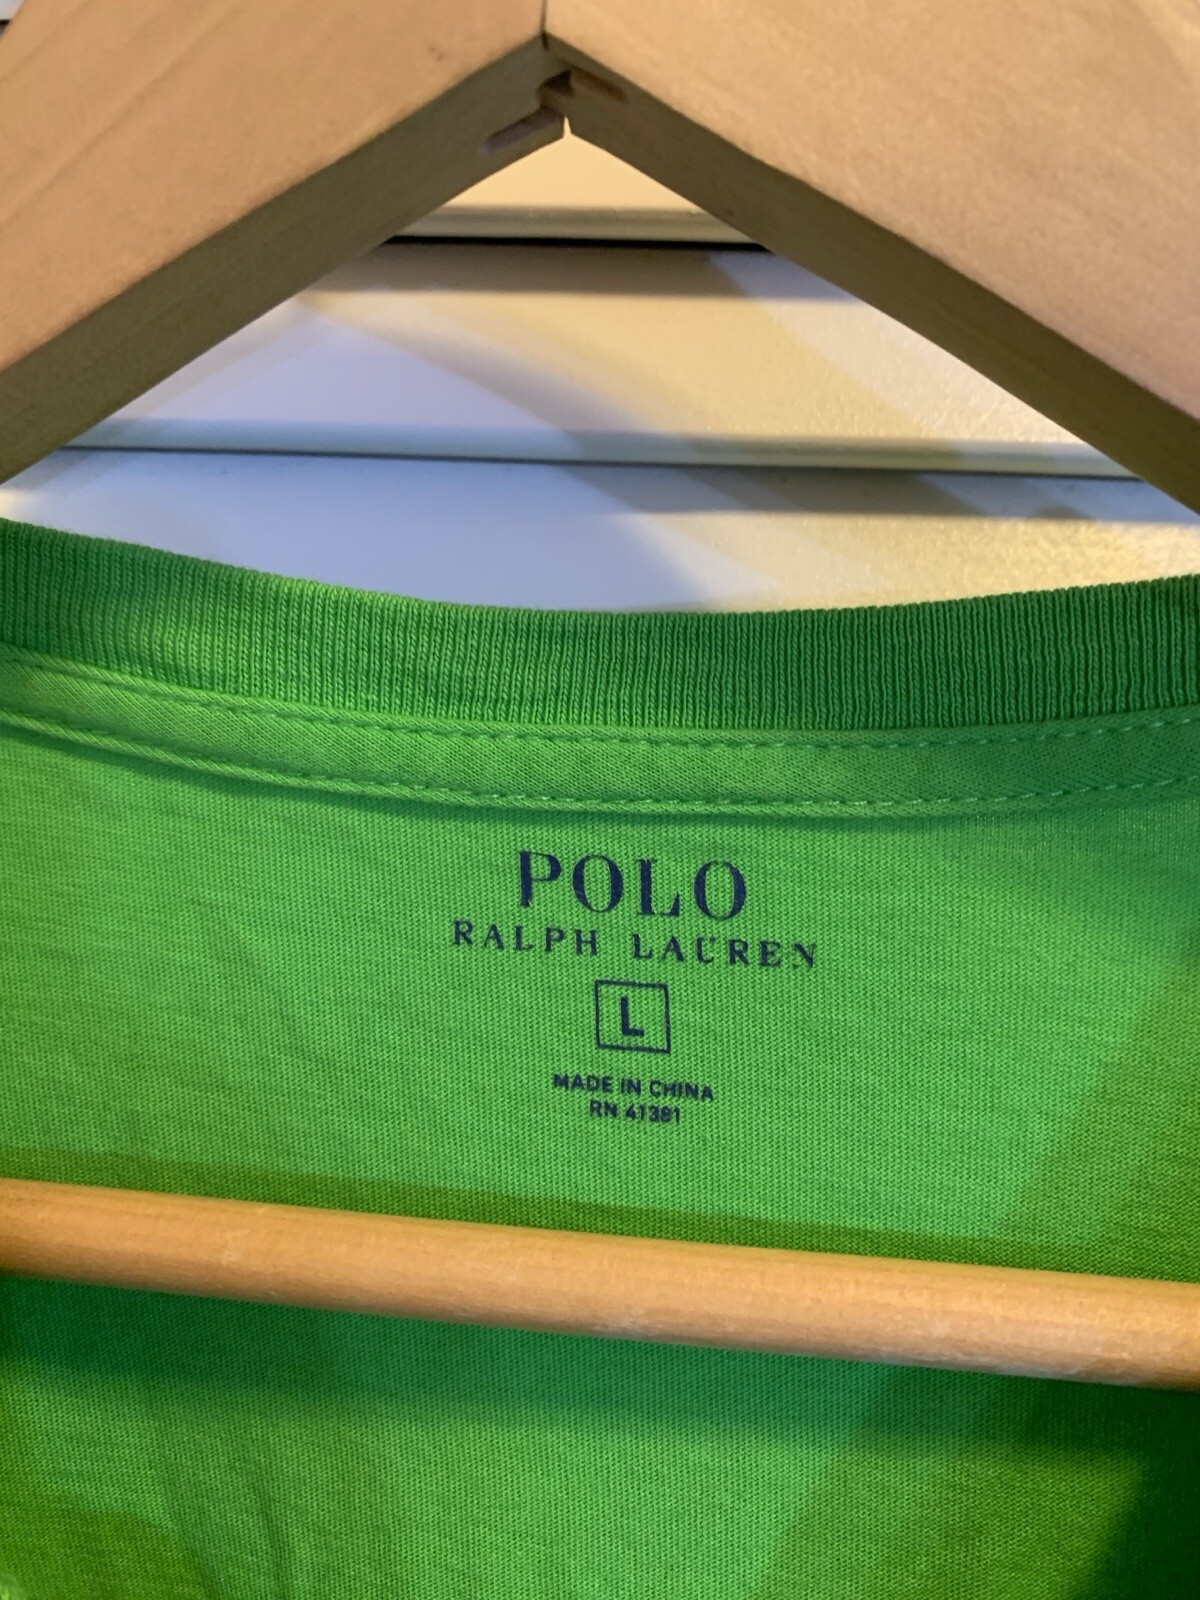 POLO
RALPH LAUREN
L
MADE IN CHINA
RN 41381